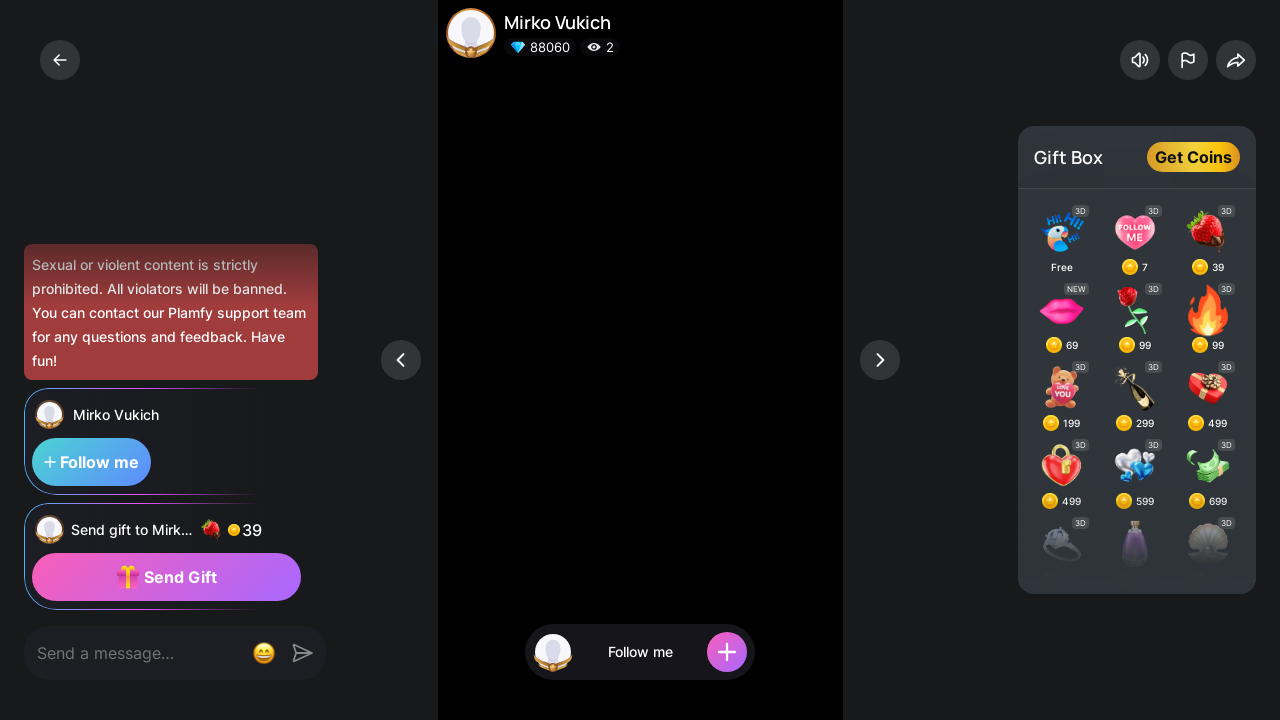 Mirko Vukich
88060
2
Sexual or violent content is strictly
prohibited. All violators will be banned.
You can contact our Plamfy support team
for any questions and feedback. Have
fun!
Mirko Vukich
+ Follow me
Send gift to Mirk...
39
Send Gift
Send a message...
Follow me
Gift Box
Get Coins
3D
3D
3D
Hi! Hi! Hi!
FOLLOW ME
Free
7
39
NEW
3D
3D
69
99
99
3D
3D
3D
LOVE YOU
199
299
499
3D
3D
3D
499
599
699
3D
3D